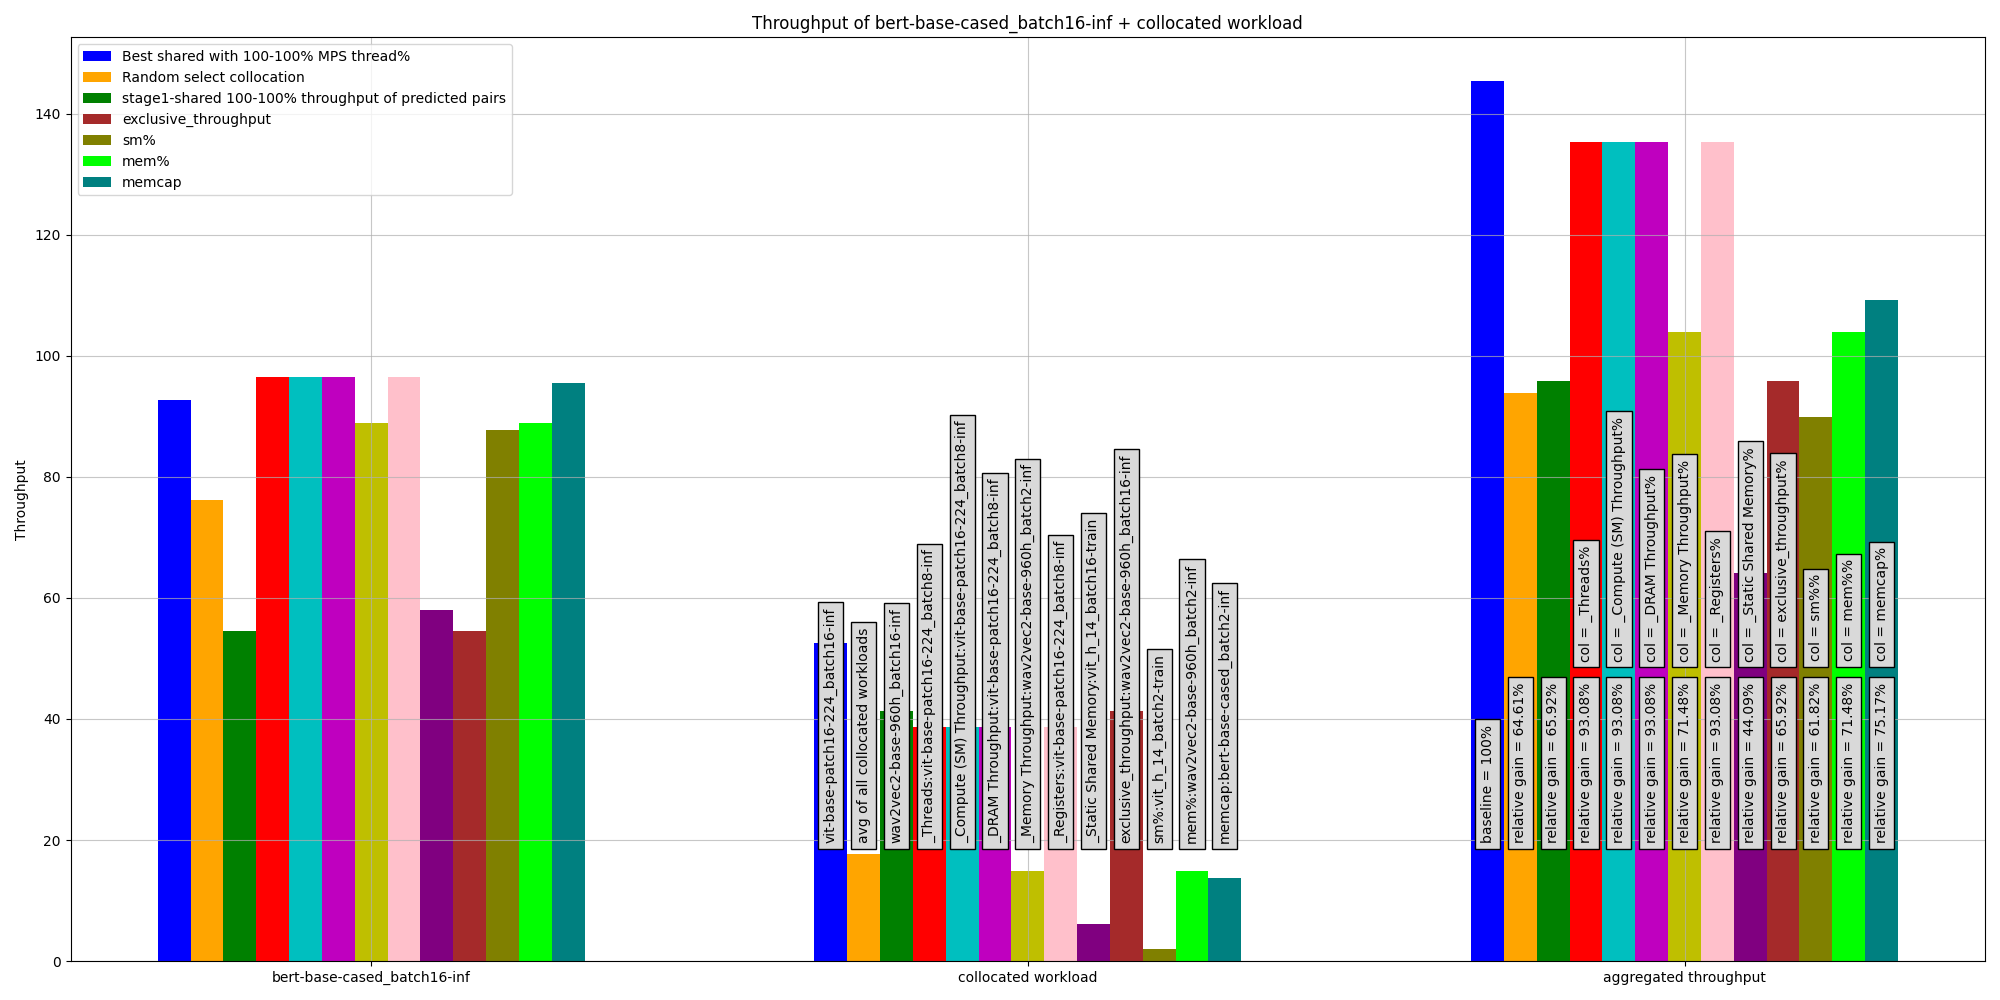 Throughput of bert-base-cased_batch16-inf + collocated workload
Best shared with 100-100% MPS thread%
Random select collocation
stage1-shared 100-100% throughput of predicted pairs
exclusive_throughput
sm%
mem%
memcap
Throughput
140
120
100
80
60
40
20
0
vit-base-patch16-224_batch16-inf
avg of all collocated workloads
wav2vec2-base-960h_batch16-inf
_Threads:vit-base-patch16-224_batch8-inf
_Compute (SM) Throughput:vit-base-patch16-224_batch8-inf
_DRAM Throughput:vit-base-patch16-224_batch8-inf
_Memory Throughput:wav2vec2-base-960h_batch2-inf
_Registers:vit-base-patch16-224_batch8-inf
_Static Shared Memory:vit_h_14_batch16-train
exclusive_throughput:wav2vec2-base-960h_batch16-inf
sm%:vit_h_14_batch2-train
mem%:wav2vec2-base-960h_batch2-inf
memcap:bert-base-cased_batch2-inf
col = _Threads%
col = _Compute (SM) Throughput%
col = _DRAM Throughput%
col = _Memory Throughput%
col = _Registers%
col = _Static Shared Memory%
col = exclusive_throughput%
col = sm%%
col = mem%%
col = memcap%
baseline = 100%
relative gain = 64.61%
relative gain = 65.92%
relative gain = 93.08%
relative gain = 93.08%
relative gain = 93.08%
relative gain = 71.48%
relative gain = 93.08%
relative gain = 44.09%
relative gain = 65.92%
relative gain = 61.82%
relative gain = 71.48%
relative gain = 75.17%
bert-base-cased_batch16-inf
collocated workload
aggregated throughput